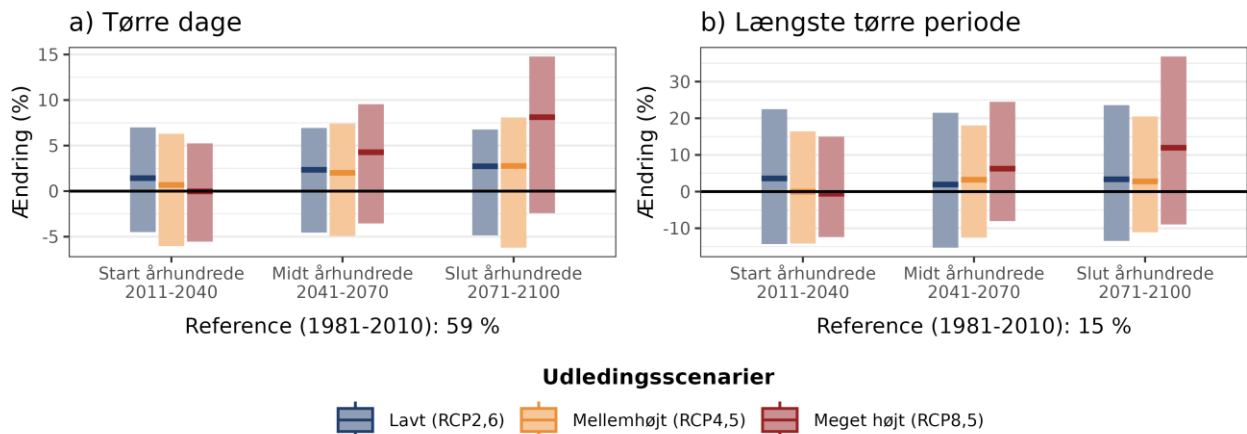 a) Tørre dage
Ændring (%)
15
10
5
0
-5
Start århundrede
2011-2040
Midt århundrede
2041-2070
Slut århundrede
2071-2100
Reference (1981-2010): 59 %
b) Længste tørre periode
Ændring (%)
30
20
10
0
-10
Start århundrede
2011-2040
Midt århundrede
2041-2070
Slut århundrede
2071-2100
Reference (1981-2010): 15 %
Udledingsscenarier
Lavt (RCP2,6)
Mellemhøjt (RCP4,5)
Meget højt (RCP8,5)